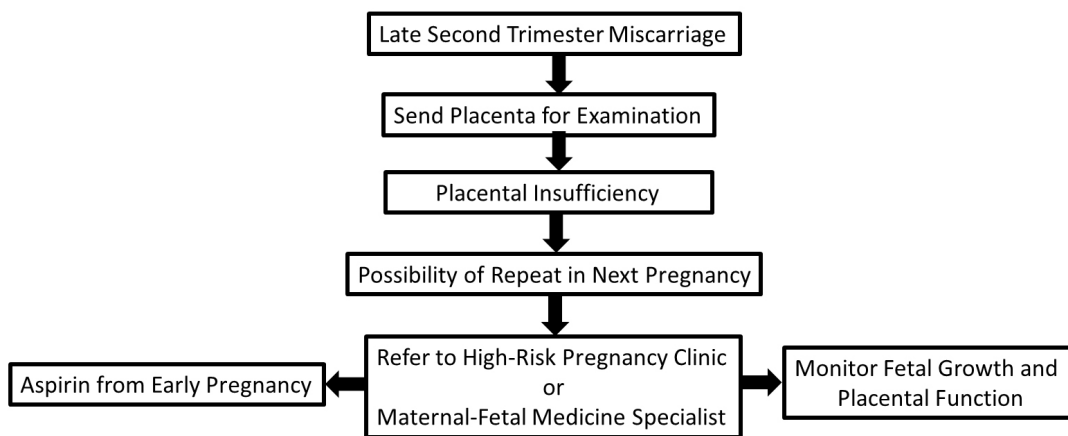 Late Second Trimester Miscarriage
Send Placenta for Examination
Placental Insufficiency
Possibility of Repeat in Next Pregnancy
Aspirin from Early Pregnancy
Refer to High-Risk Pregnancy Clinic
or
Maternal-Fetal Medicine Specialist
Monitor Fetal Growth and
Placental Function